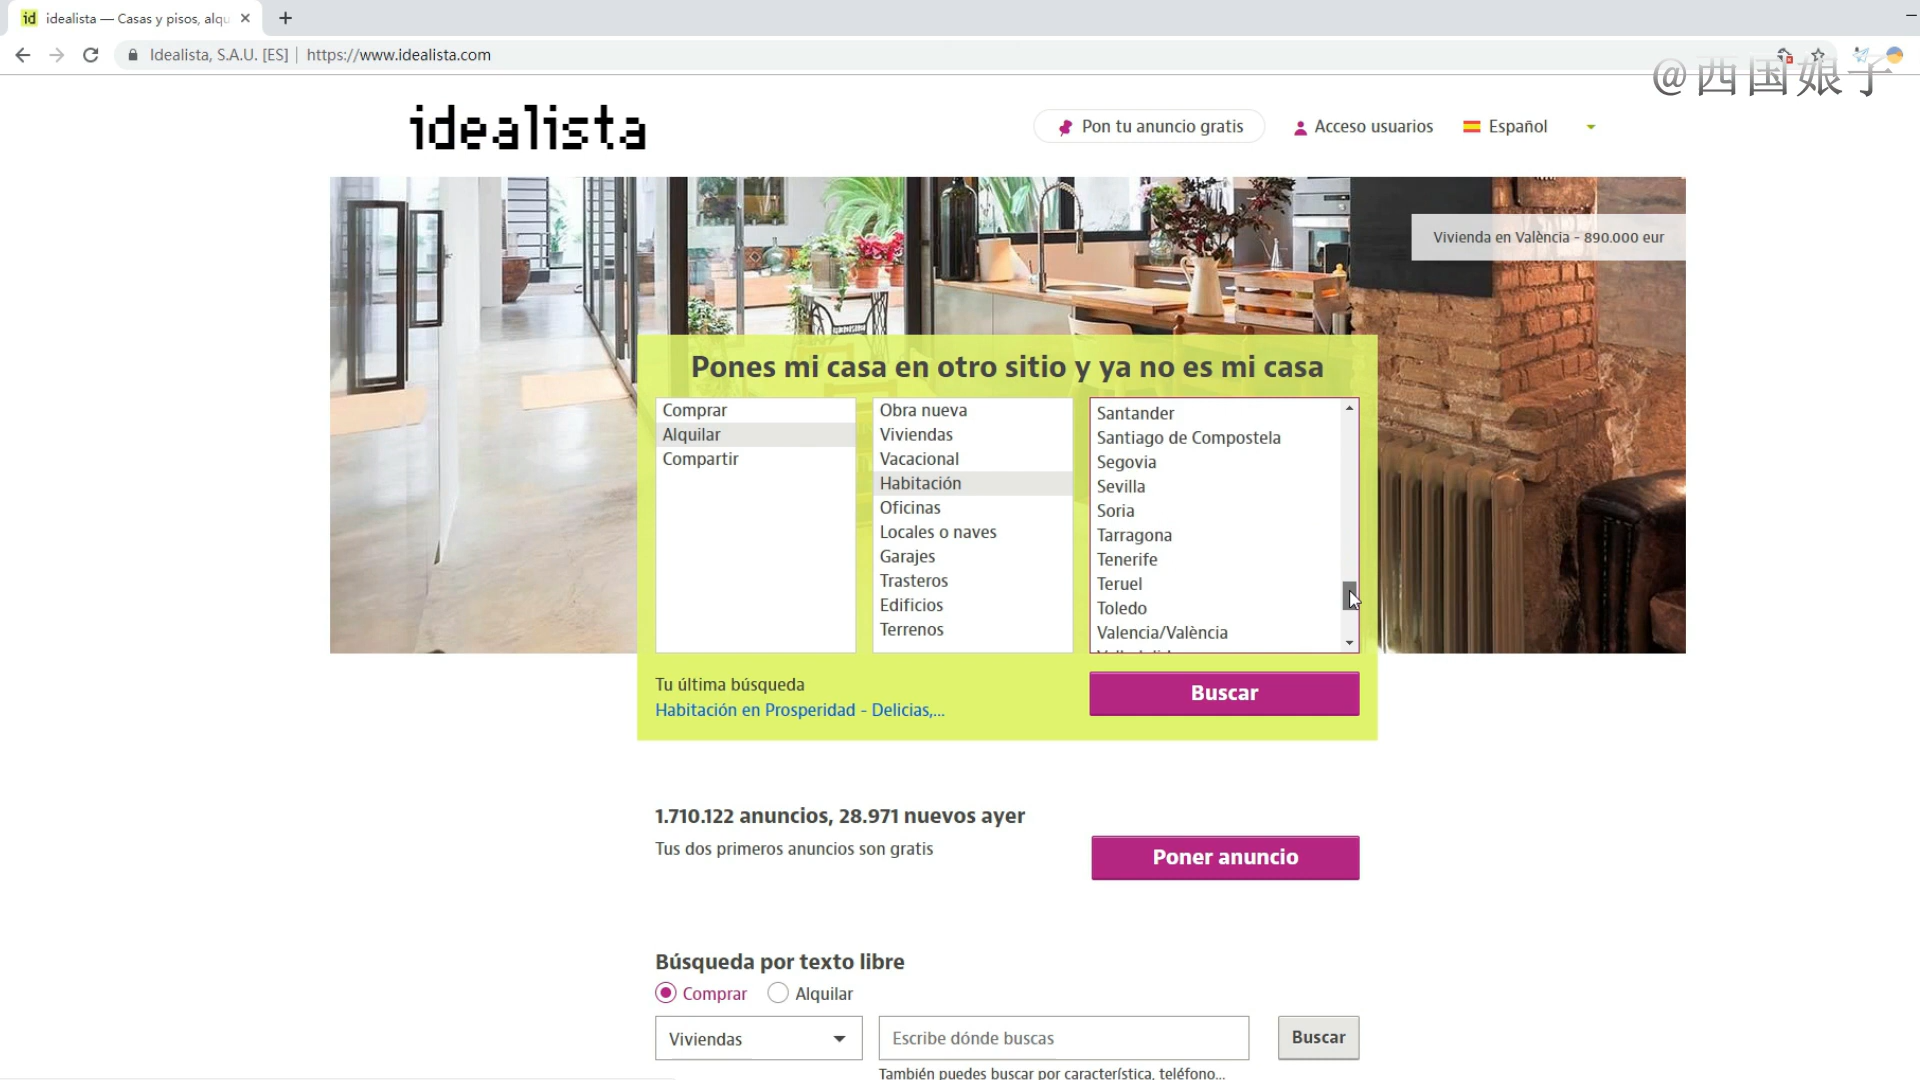 idealista — Casas y pisos, alqu
Idealista, S.A.U. [ES] | https://www.idealista.com
@西国娘子
idealista
Pon tu anuncio gratis
Acceso usuarios
Español
Vivienda en València - 890.000 eur
Pones mi casa en otro sitio y ya no es mi casa
Comprar
Alquilar
Compartir
Obra nueva
Viviendas
Vacacional
Habitación
Oficinas
Locales o naves
Garajes
Trasteros
Edificios
Terrenos
Santander
Santiago de Compostela
Segovia
Sevilla
Soria
Tarragona
Tenerife
Teruel
Toledo
Valencia/València
Tu última búsqueda
Habitación en Prosperidad - Delicias,...
Buscar
1.710.122 anuncios, 28.971 nuevos ayer
Tus dos primeros anuncios son gratis
Poner anuncio
Búsqueda por texto libre
Comprar
Alquilar
Viviendas
Escribe dónde buscas
Buscar
También puedes buscar por característica, teléfono...